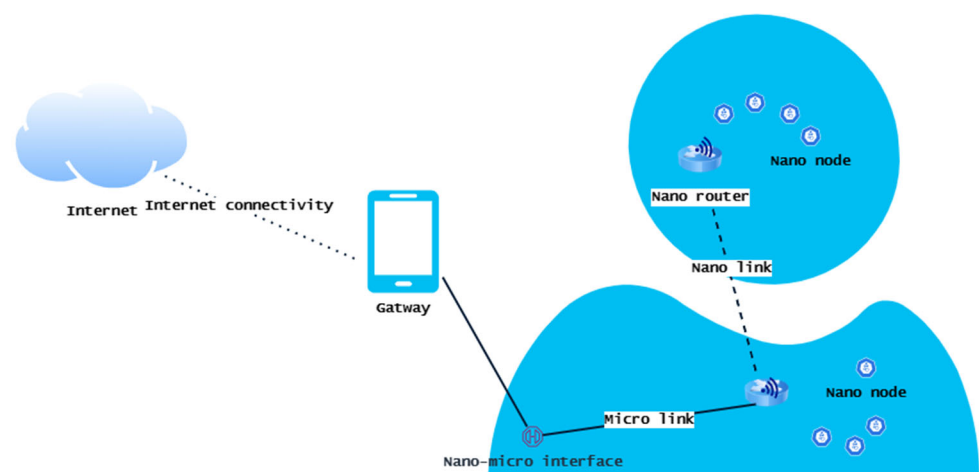 Nano node
Nano router
Internet
Internet connectivity
Nano link
Gatway
Nano node
Micro link
Nano-micro interface